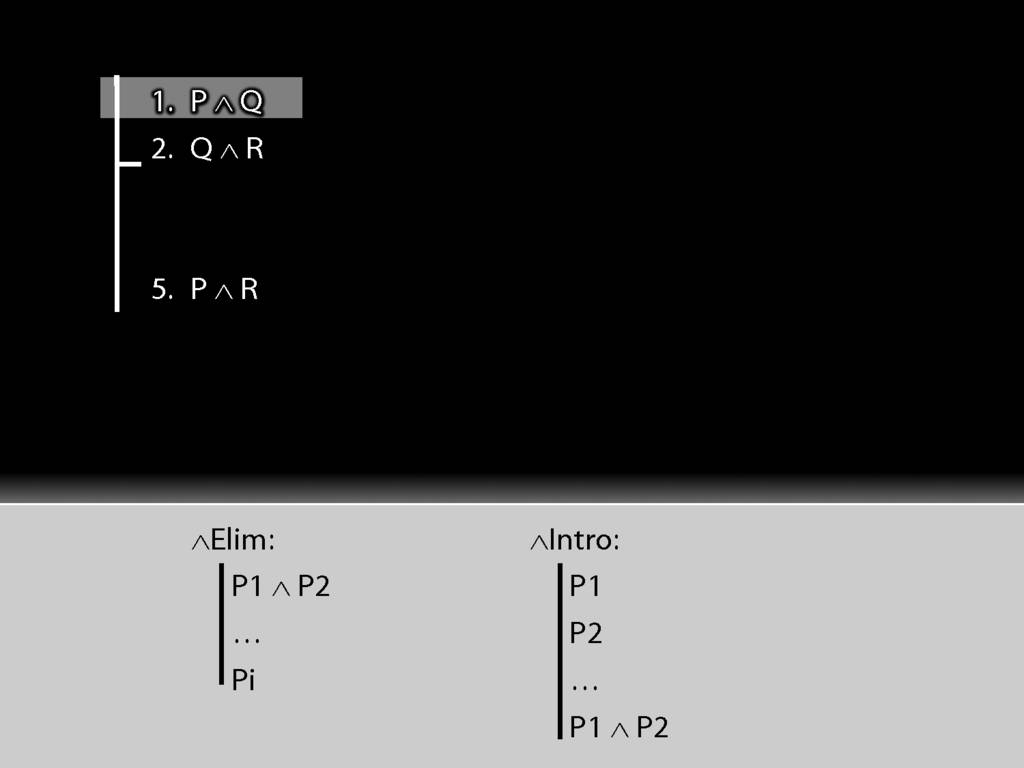 1. P ∧ Q
2. Q ∧ R
5. P ∧ R
∧Elim:
P1 ∧ P2
…
Pi
∧Intro:
P1
P2
…
P1 ∧ P2